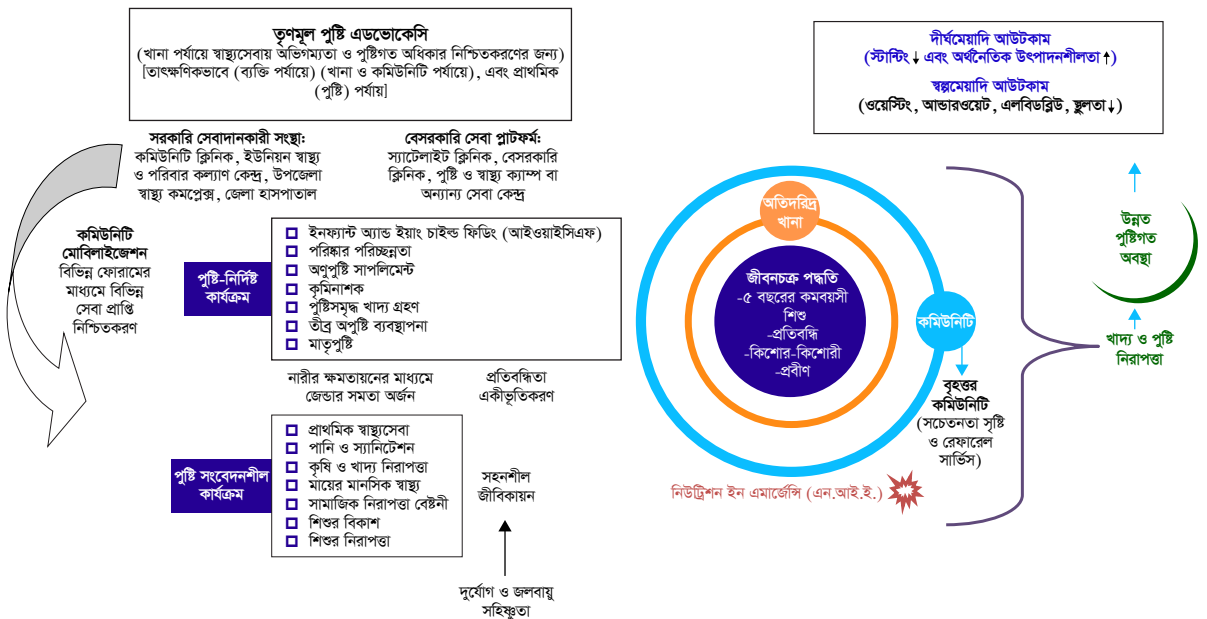 তৃণমূল পুষ্টি এডভোকেসি
(খানা পর্যায়ে স্বাস্থ্যসেবায় অভিগম্যতা ও পুষ্টিগত অধিকার নিশ্চিতকরণের জন্য)
[তাৎক্ষণিকভাবে (ব্যক্তি পর্যায়ে) (খানা ও কমিউনিটি পর্যায়ে), এবং প্রাথমিক
(পুষ্টি) পর্যায়]
সরকারি সেবাদানকারী সংস্থা:
কমিউনিটি ক্লিনিক, ইউনিয়ন স্বাস্থ্য
ও পরিবার কল্যাণ কেন্দ্র, উপজেলা
স্বাস্থ্য কমপ্লেক্স, জেলা হাসপাতাল
বেসরকারি সেবা প্লাটফর্ম:
স্যাটেলাইট ক্লিনিক, বেসরকারি
ক্লিনিক, পুষ্টি ও স্বাস্থ্য ক্যাম্প বা
অন্যান্য সেবা কেন্দ্র
কমিউনিটি
মোবিলাইজেশন
বিভিন্ন ফোরামের
মাধ্যমে বিভিন্ন
সেবা প্রাপ্তি
নিশ্চিতকরণ
পুষ্টি-নির্দিষ্ট
কার্যক্রম
ইনফ্যান্ট অ্যান্ড ইয়াং চাইল্ড ফিডিং (আইওয়াইসিএফ)
পরিষ্কার পরিচ্ছন্নতা
অণুপুষ্টি সাপলিমেন্ট
কৃমিনাশক
পুষ্টিসমৃদ্ধ খাদ্য গ্রহণ
তীব্র অপুষ্টি ব্যবস্থাপনা
মাতৃপুষ্টি
নারীর ক্ষমতায়নের মাধ্যমে
জেন্ডার সমতা অর্জন
প্রতিবন্ধিতা
একীভূতিকরণ
পুষ্টি সংবেদনশীল
কার্যক্রম
প্রাথমিক স্বাস্থ্যসেবা
পানি ও স্যানিটেশন
কৃষি ও খাদ্য নিরাপত্তা
মায়ের মানসিক স্বাস্থ্য
সামাজিক নিরাপত্তা বেষ্টনী
শিশুর বিকাশ
শিশুর নিরাপত্তা
সহনশীল
জীবিকায়ন
দুর্যোগ ও জলবায়ু
সহিষ্ণুতা
দীর্ঘমেয়াদি আউটকাম
(স্টান্টিং ↓ এবং অর্থনৈতিক উৎপাদনশীলতা ↑)
স্বল্পমেয়াদি আউটকাম
(ওয়েস্টিং, আন্ডারওয়েট, এলবিডব্লিউ, স্থুলতা ↓)
অতিদরিদ্র
খানা
জীবনচক্র পদ্ধতি
-৫ বছরের কমবয়সী
শিশু
-প্রতিবন্ধি
-কিশোর-কিশোরী
-প্রবীণ
কমিউনিটি
বৃহত্তর
কমিউনিটি
(সচেতনতা সৃষ্টি
ও রেফারেল
সার্ভিস)
নিউট্রিশন ইন এমার্জেন্সি (এন.আই.ই.)
উন্নত
পুষ্টিগত
অবস্থা
খাদ্য ও পুষ্টি
নিরাপত্তা